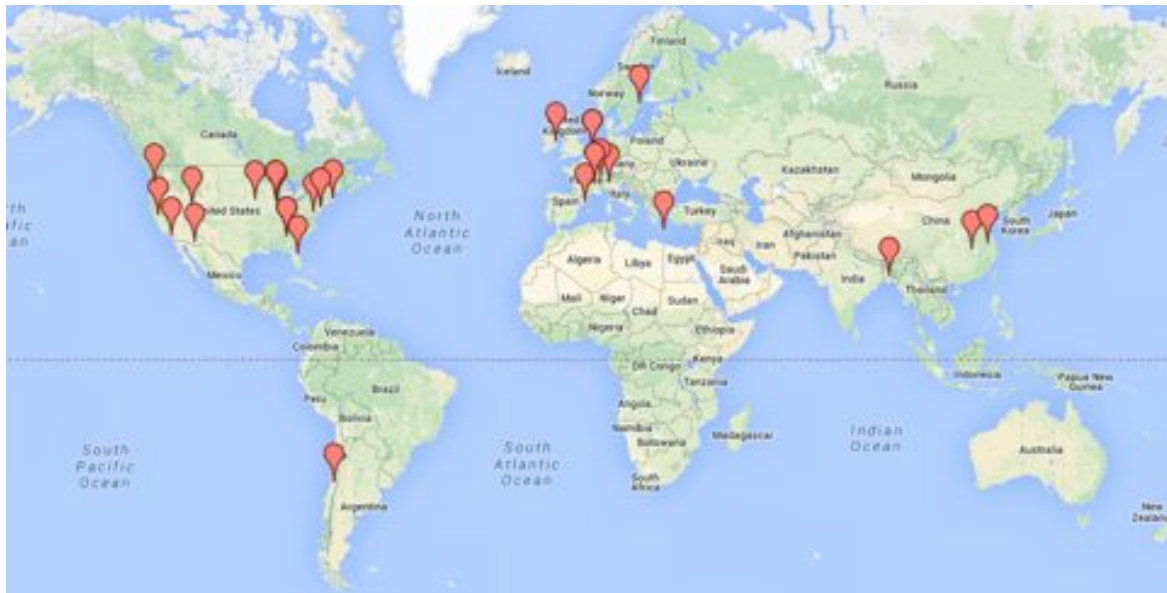 Finland
Iceland
Norway
Russia
Canada
Kingdom
Poland
Ukraine
Kazakhstan
Mongolia
Italy
Spain
Turkey
North
Atlantic
Ocean
United States
China
South
Korea
Japan
Iraq
Iran
Afghanistan
Pakistan
Algeria
Libya
Egypt
Saudi
Arabia
Mexico
India
Thailand
Mali
Niger
Chad
Sudan
Nigeria
Ethiopia
Venezuela
Colombia
DR Congo
Kenya
Tanzania
Indonesia
Papua New
Guinea
Brazil
Peru
Bolivia
Angola
Namibia
Botswana
Madagascar
South
Pacific
Ocean
South
Atlantic
Ocean
Indian
Ocean
South
Africa
Australia
Argentina
New
Zealand